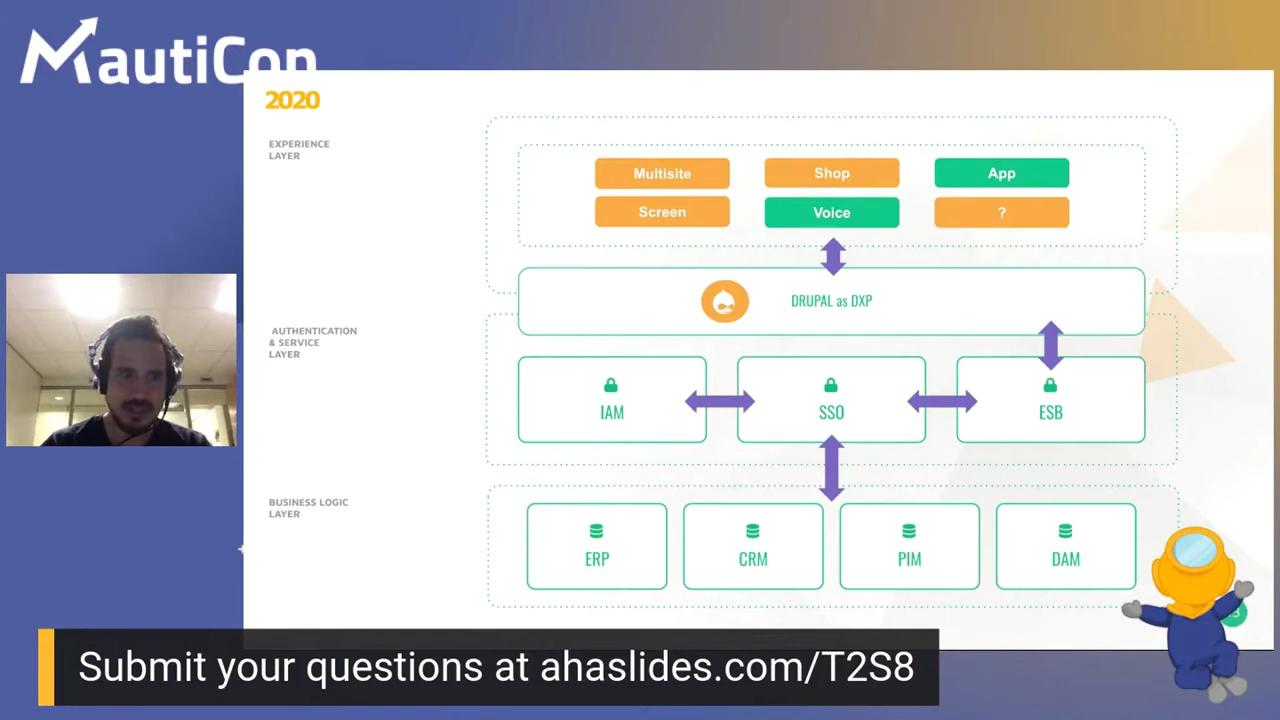 MautiCon
2020
EXPERIENCE
LAYER
Multisite
Shop
App
Screen
Voice
?
DRUPAL as DXP
AUTHENTICATION
& SERVICE
LAYER
IAM
SSO
ESB
BUSINESS LOGIC
LAYER
ERP
CRM
PIM
DAM
Submit your questions at ahaslides.com/T2S8